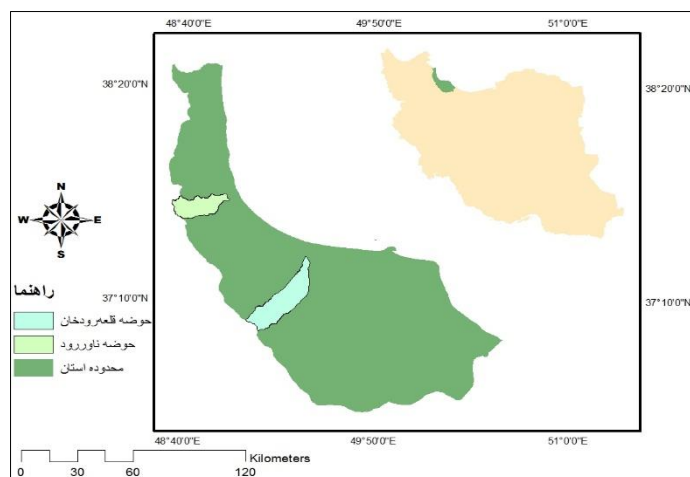 48°40'0"E 49°50'0"E 51°0'0"E
38°20'0"N 38°20'0"N
N
W E
S
37°10'0"N 37°10'0"N
راهنما
حوضه قلعه‌رودخان
حوضه ناوررود
محدوده استان
48°40'0"E 49°50'0"E 51°0'0"E
Kilometers
0 30 60 120